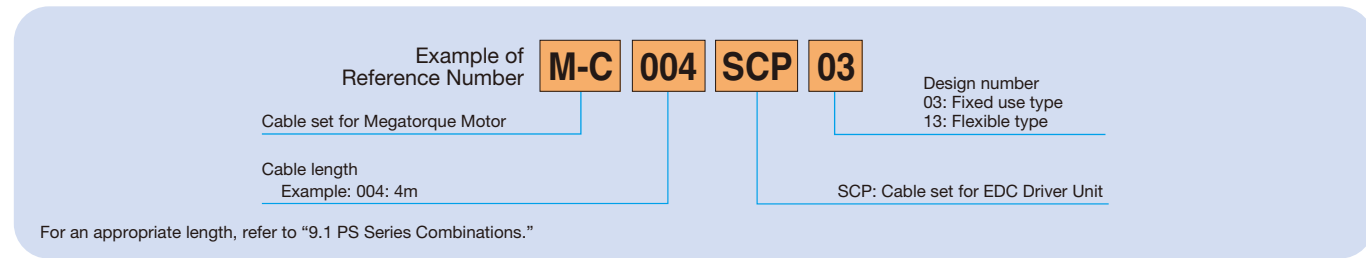 Example of
Reference Number
M-C 004 SCP 03
Design number
03: Fixed use type
13: Flexible type
Cable set for Megatorque Motor
Cable length
Example: 004: 4m
SCP: Cable set for EDC Driver Unit
For an appropriate length, refer to “9.1 PS Series Combinations.”